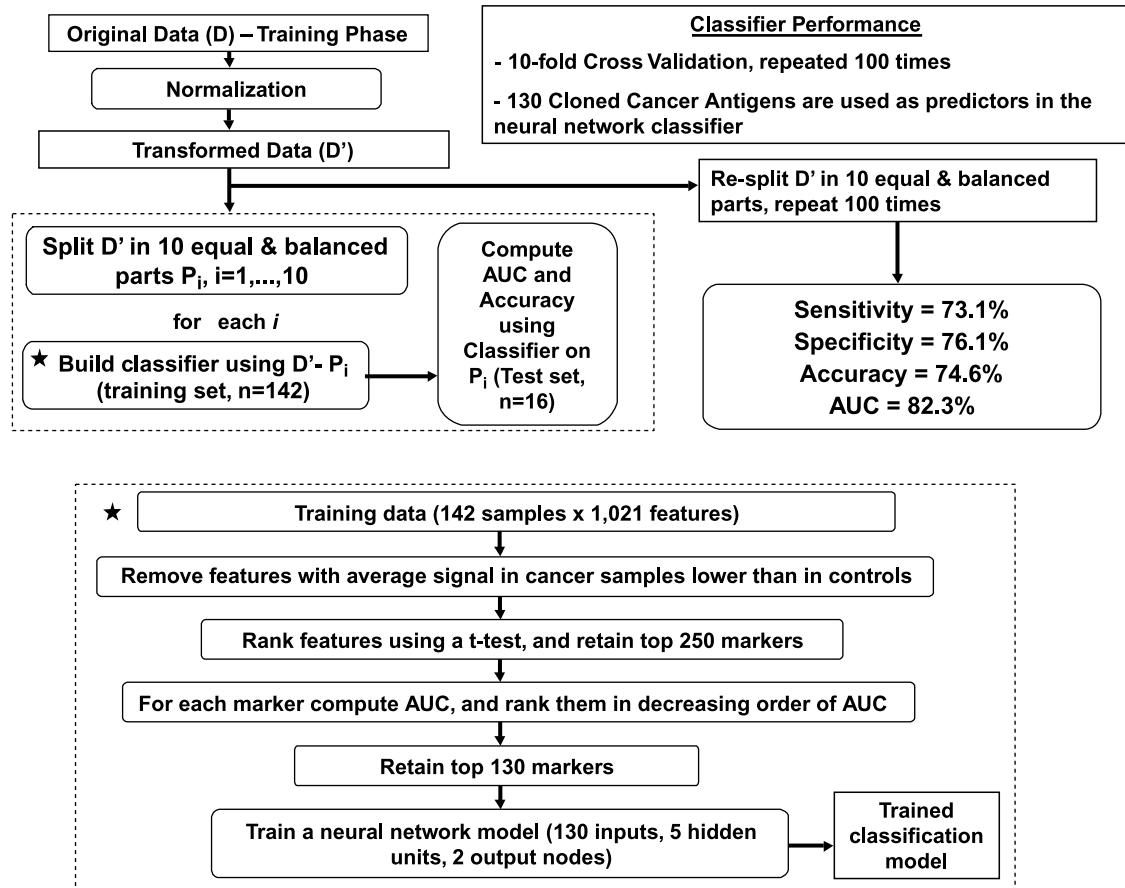 Original Data (D) – Training Phase
Normalization
Transformed Data (D’)
Classifier Performance
- 10-fold Cross Validation, repeated 100 times
- 130 Cloned Cancer Antigens are used as predictors in the
neural network classifier
Re-split D’ in 10 equal & balanced
parts, repeat 100 times
Split D’ in 10 equal & balanced
parts Pi, i=1,...,10
for each i
★ Build classifier using D’- Pi
(training set, n=142)
Compute
AUC and
Accuracy
using
Classifier on
Pi (Test set,
n=16)
Sensitivity = 73.1%
Specificity = 76.1%
Accuracy = 74.6%
AUC = 82.3%
★ Training data (142 samples x 1,021 features)
Remove features with average signal in cancer samples lower than in controls
Rank features using a t-test, and retain top 250 markers
For each marker compute AUC, and rank them in decreasing order of AUC
Retain top 130 markers
Train a neural network model (130 inputs, 5 hidden
units, 2 output nodes)
Trained
classification
model